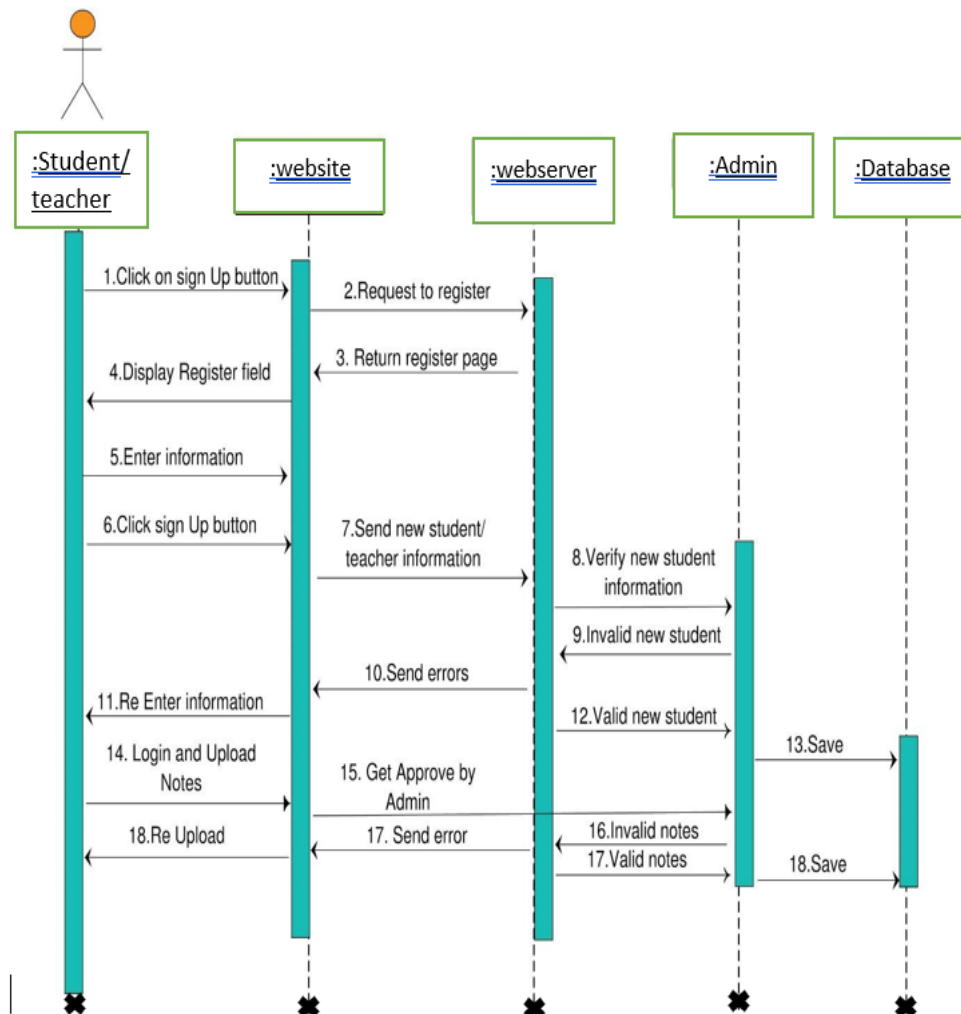 :Student/
teacher
:website
:webserver
:Admin
:Database
1.Click on sign Up button
2.Request to register
3. Return register page
4.Display Register field
5.Enter information
6.Click sign Up button
7.Send new student/
teacher information
8.Verify new student
information
9.Invalid new student
10.Send errors
11.Re Enter information
12.Valid new student
13.Save
14. Login and Upload
Notes
15. Get Approve by
Admin
16.Invalid notes
17. Send error
18.Re Upload
17.Valid notes
18.Save